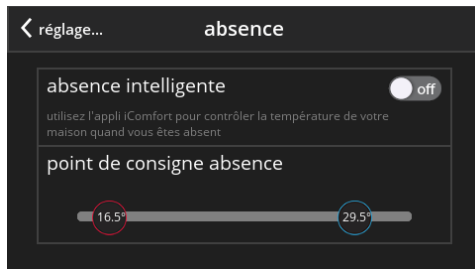 réglage...
absence
absence intelligente
off
utilisez l'appli iComfort pour contrôler la température de votre
maison quand vous êtes absent
point de consigne absence
16.5°
29.5°